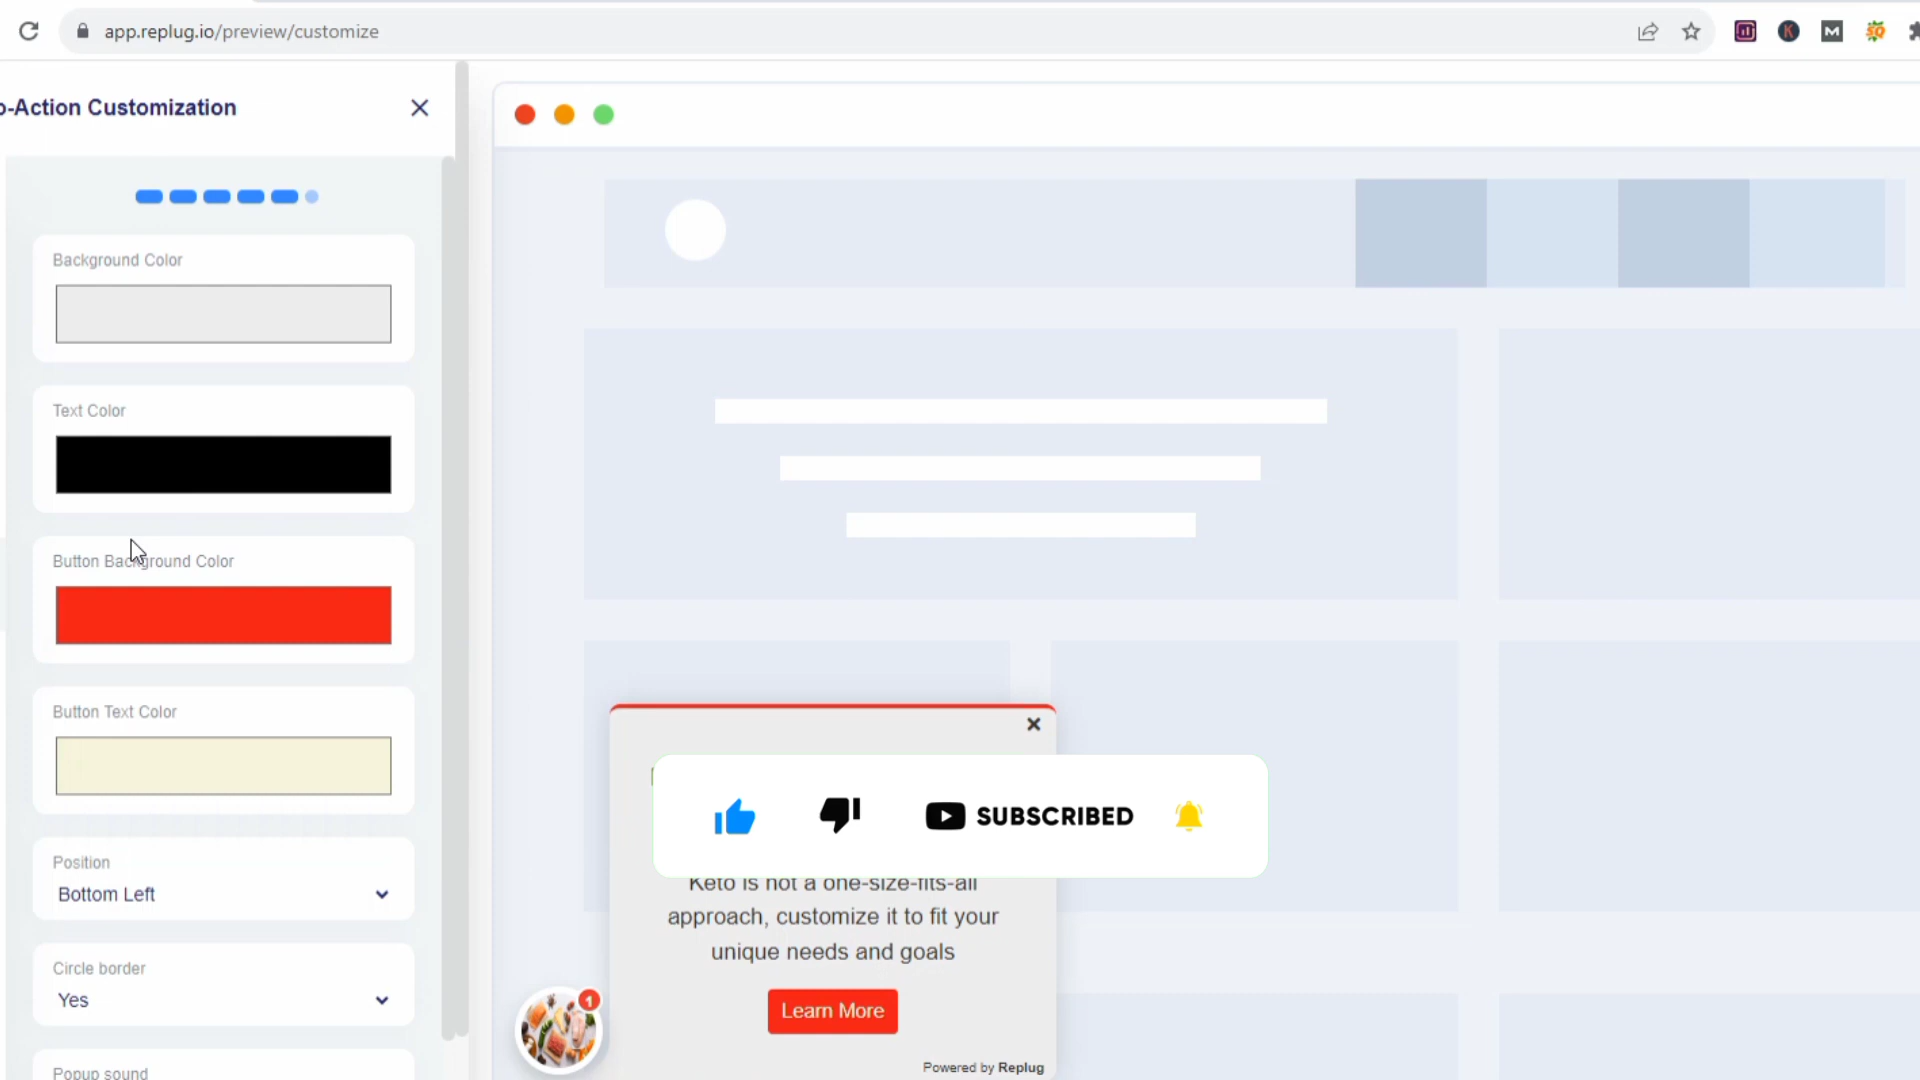 app.replug.io/preview/customize
o-Action Customization
Background Color
Text Color
Button Background Color
Button Text Color
Position
Bottom Left
Circle border
Yes
Popup sound
SUBSCRIBED
Keto is not a one-size-fits-all
approach, customize it to fit your
unique needs and goals
1
Learn More
Powered by Replug